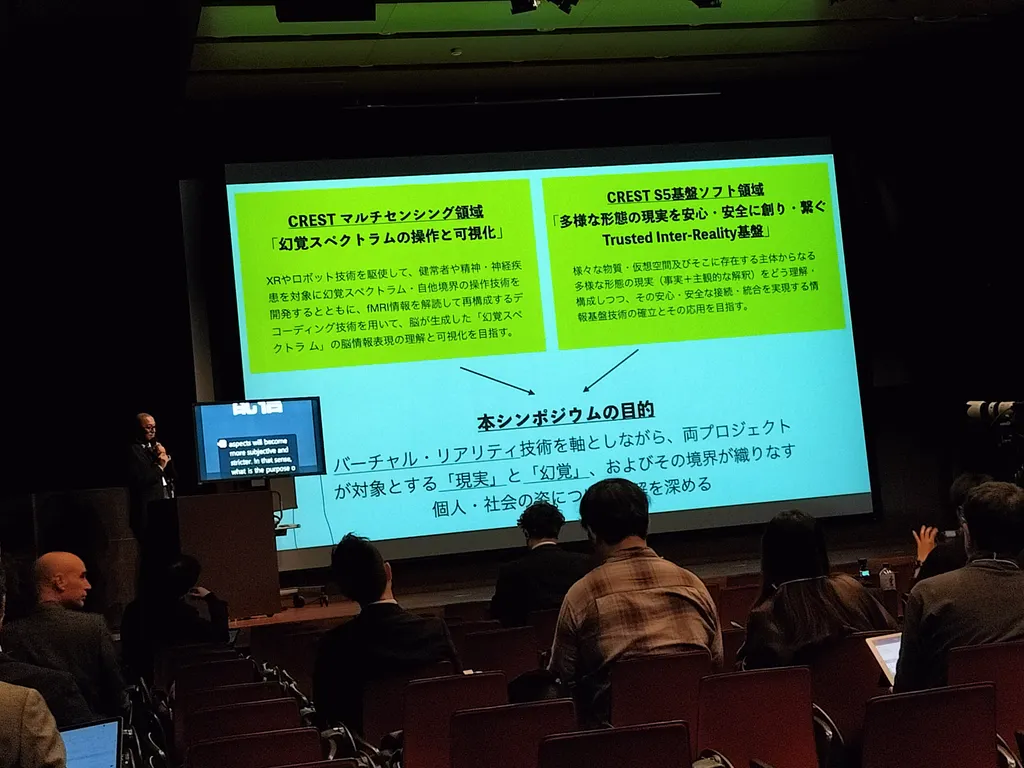 CREST マルチセンシング領域
「幻覚スペクトラムの操作と可視化」
XRやロボット技術を駆使して、健常者や精神・神経疾
患を対象に幻覚スペクトラム・自他境界の操作技術を
開発するとともに、fMRI情報を解読して再構成するデ
コーディング技術を用いて、脳が生成した「幻覚スペ
クトラム」の脳情報表現の理解と可視化を目指す。
CREST S5基盤ソフト領域
「多様な形態の現実を安心・安全に創り・繋ぐ
Trusted Inter-Reality基盤」
様々な物質・仮想空間及びそこに存在する主体からなる
多様な形態の現実（事実＋主観的な解釈）をどう理解・
構成しつつ、その安心・安全な接続・統合を実現する情
報基盤技術の確立とその応用を目指す。
本シンポジウムの目的
バーチャル・リアリティ技術を軸としながら、両プロジェクト
が対象とする「現実」と「幻覚」、およびその境界が織りなす
個人・社会の姿につ を深める
aspects will become
more subjective and
stricter. In that sense,
what is the purpose o